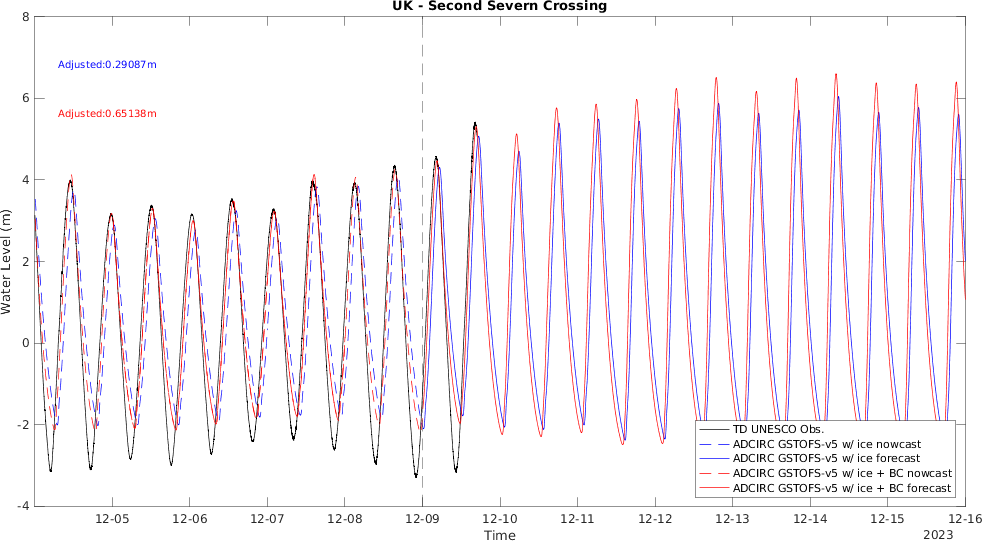 UK - Second Severn Crossing
8
6
4
2
0
-2
-4
Water Level (m)
Adjusted:0.29087m
Adjusted:0.65138m
TD UNESCO Obs.
ADCIRC GSTOFS-v5 w/ ice nowcast
ADCIRC GSTOFS-v5 w/ ice forecast
ADCIRC GSTOFS-v5 w/ ice + BC nowcast
ADCIRC GSTOFS-v5 w/ ice + BC forecast
12-05 12-06 12-07 12-08 12-09 12-10 12-11 12-12 12-13 12-14 12-15 12-16
2023
Time